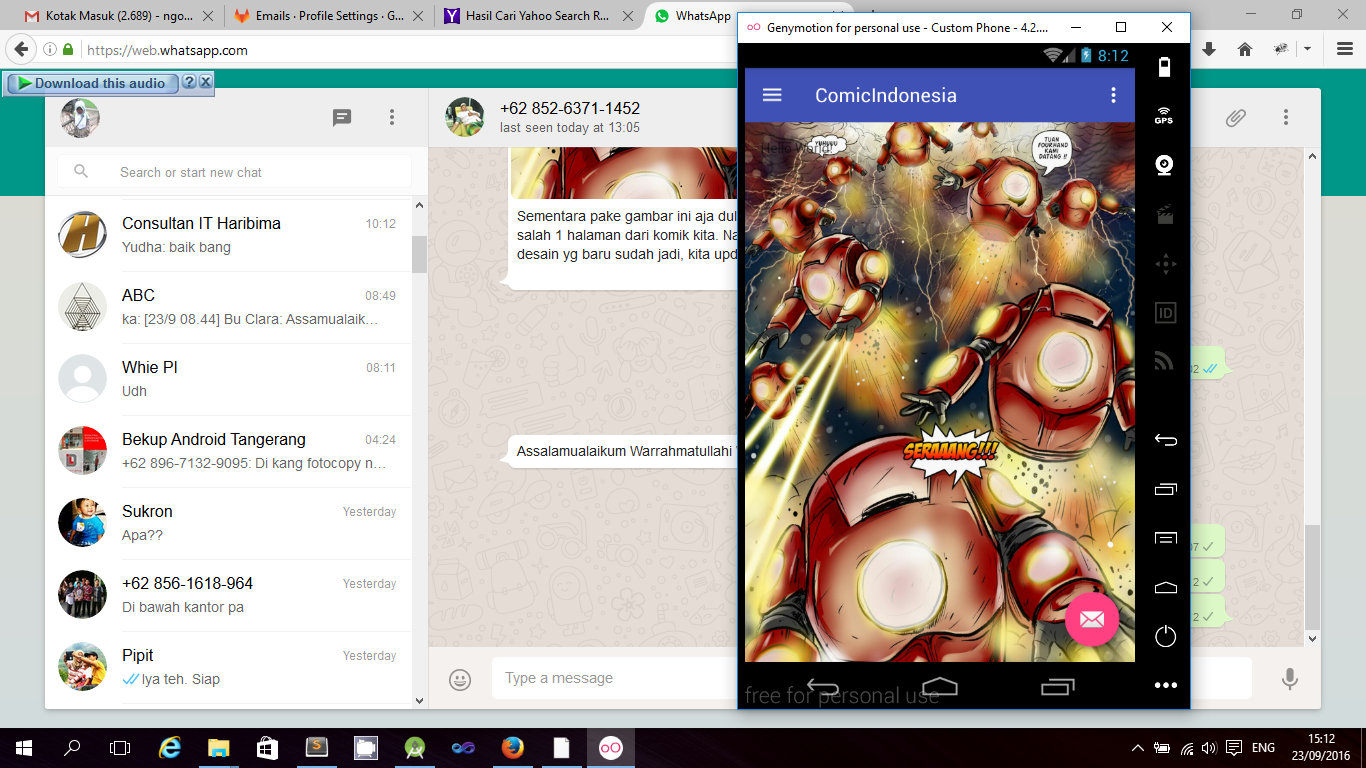 Kotak Masuk (2.689) - ngo...
Emails · Profile Settings · G...
Hasil Cari Yahoo Search R...
WhatsApp
https://web.whatsapp.com
Download this audio
Search or start new chat
Consultan IT Haribima
10:12
Yudha: baik bang
ABC
08:49
ka: [23/9 08.44] Bu Clara: Assamualaik…
Whie Pl
08:11
Udh
Bekup Android Tangerang
04:24
+62 896-7132-9095: Di kang fotocopy n…
Sukron
Yesterday
Apa??
+62 856-1618-964
Yesterday
Di bawah kantor pa
Pipit
Yesterday
Iya teh. Siap
+62 852-6371-1452
last seen today at 13:05
Sementara pake gambar ini aja dul
salah 1 halaman dari komik kita. Na
desain yg baru sudah jadi, kita upd
Assalamualaikum Warrahmatullahi
Type a message
Genymotion for personal use - Custom Phone - 4.2....
8:12
ComicIndonesia
Hello World!
YUHUUU
TUAN
FOURHAND
KAMI
DATANG !!
SERAAANG!!!
free for personal use
GPS
ID
02
07
2
2
ENG
15:12
23/09/2016